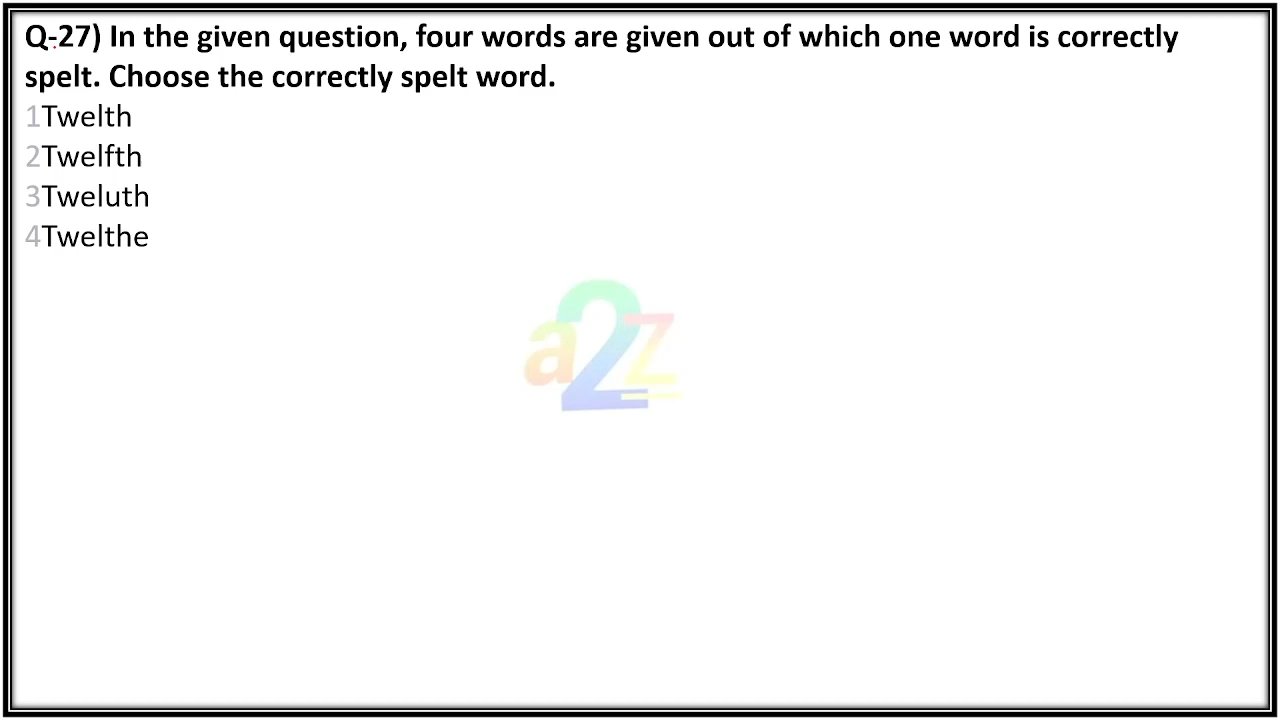 Q-27) In the given question, four words are given out of which one word is correctly
spelt. Choose the correctly spelt word.
1Twelth
2Twelfth
3Tweluth
4Twelthe
a2z